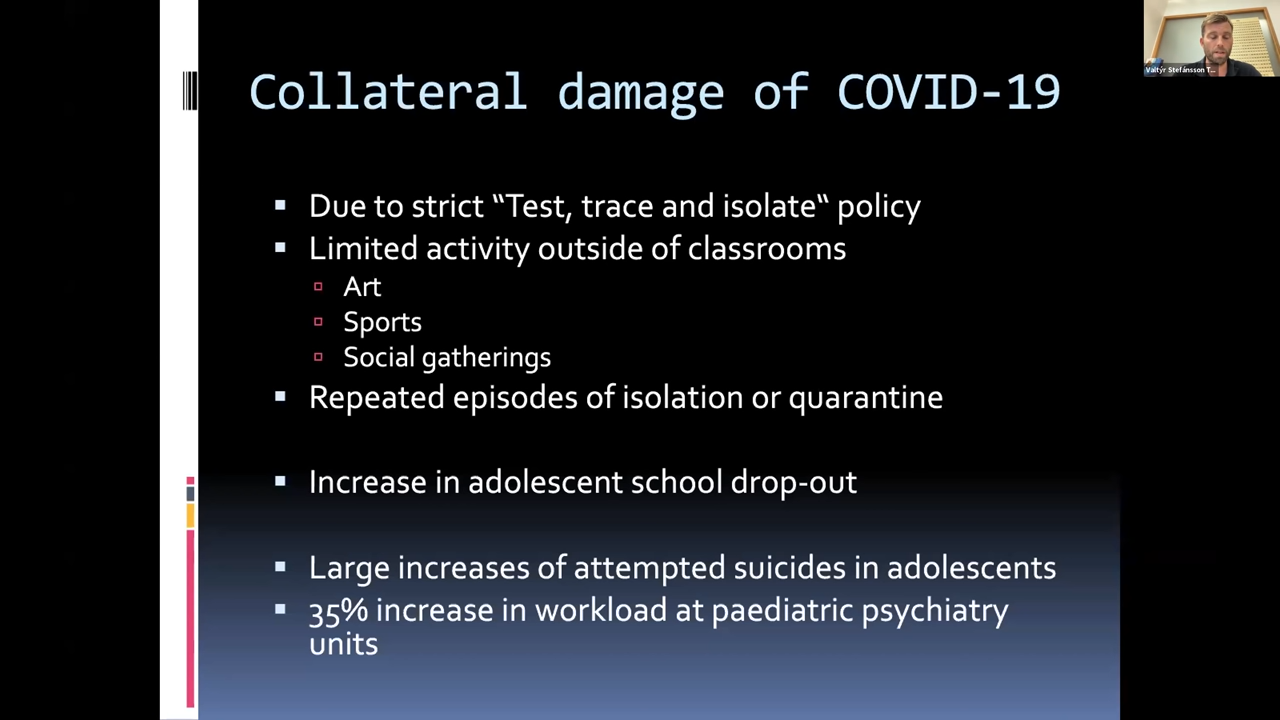 Collateral damage of COVID-19
Valtýr Stefánsson T...
Due to strict “Test, trace and isolate“ policy
Limited activity outside of classrooms
Art
Sports
Social gatherings
Repeated episodes of isolation or quarantine
Increase in adolescent school drop-out
Large increases of attempted suicides in adolescents
35% increase in workload at paediatric psychiatry
units